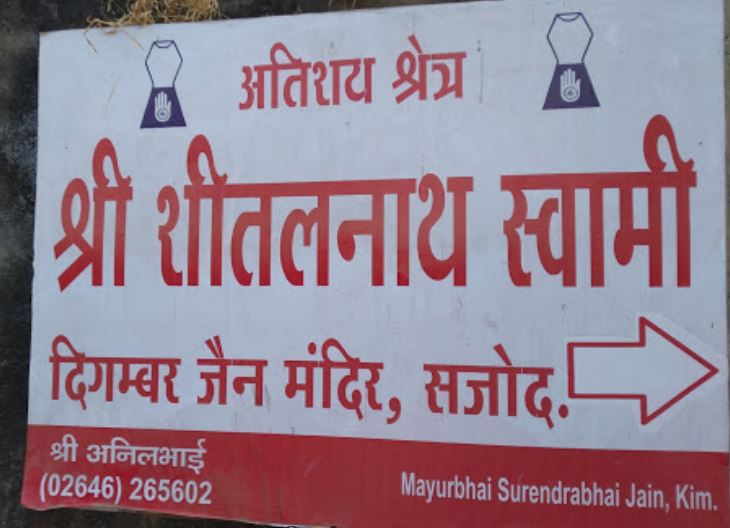 अतिशय श्रेत्र
श्री शीतलनाथ स्वामी
दिगम्बर जैन मंदिर, सजोद.
श्री अनिलभाई
(02646) 265602
Mayurbhai Surendrabhai Jain, Kim.